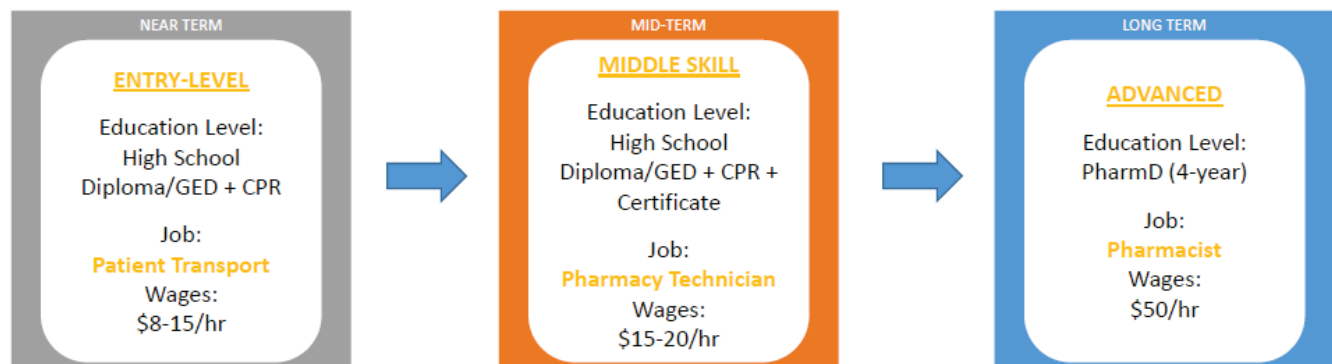 NEAR TERM
ENTRY-LEVEL
Education Level:
High School
Diploma/GED + CPR
Job:
Patient Transport
Wages:
$8-15/hr
MID-TERM
MIDDLE SKILL
Education Level:
High School
Diploma/GED + CPR +
Certificate
Job:
Pharmacy Technician
Wages:
$15-20/hr
LONG TERM
ADVANCED
Education Level:
PharmD (4-year)
Job:
Pharmacist
Wages:
$50/hr